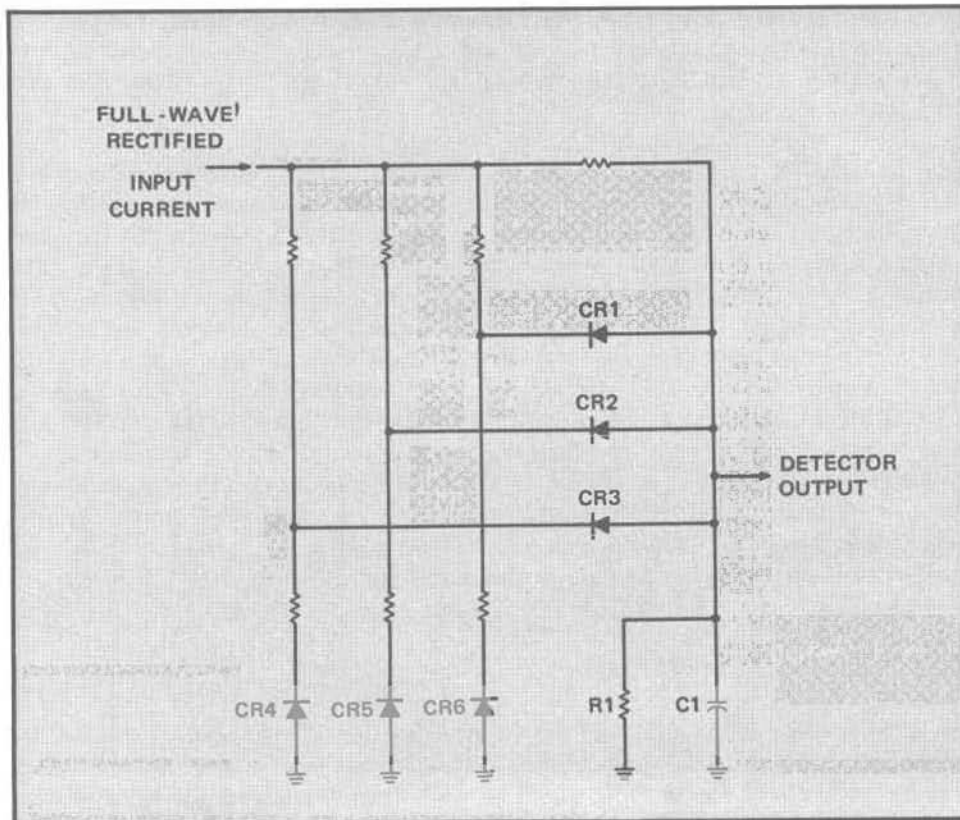 FULL-WAVE
RECTIFIED
INPUT
CURRENT
CR1
CR2
DETECTOR
OUTPUT
CR3
CR4
CR5
CR6
R1
C1